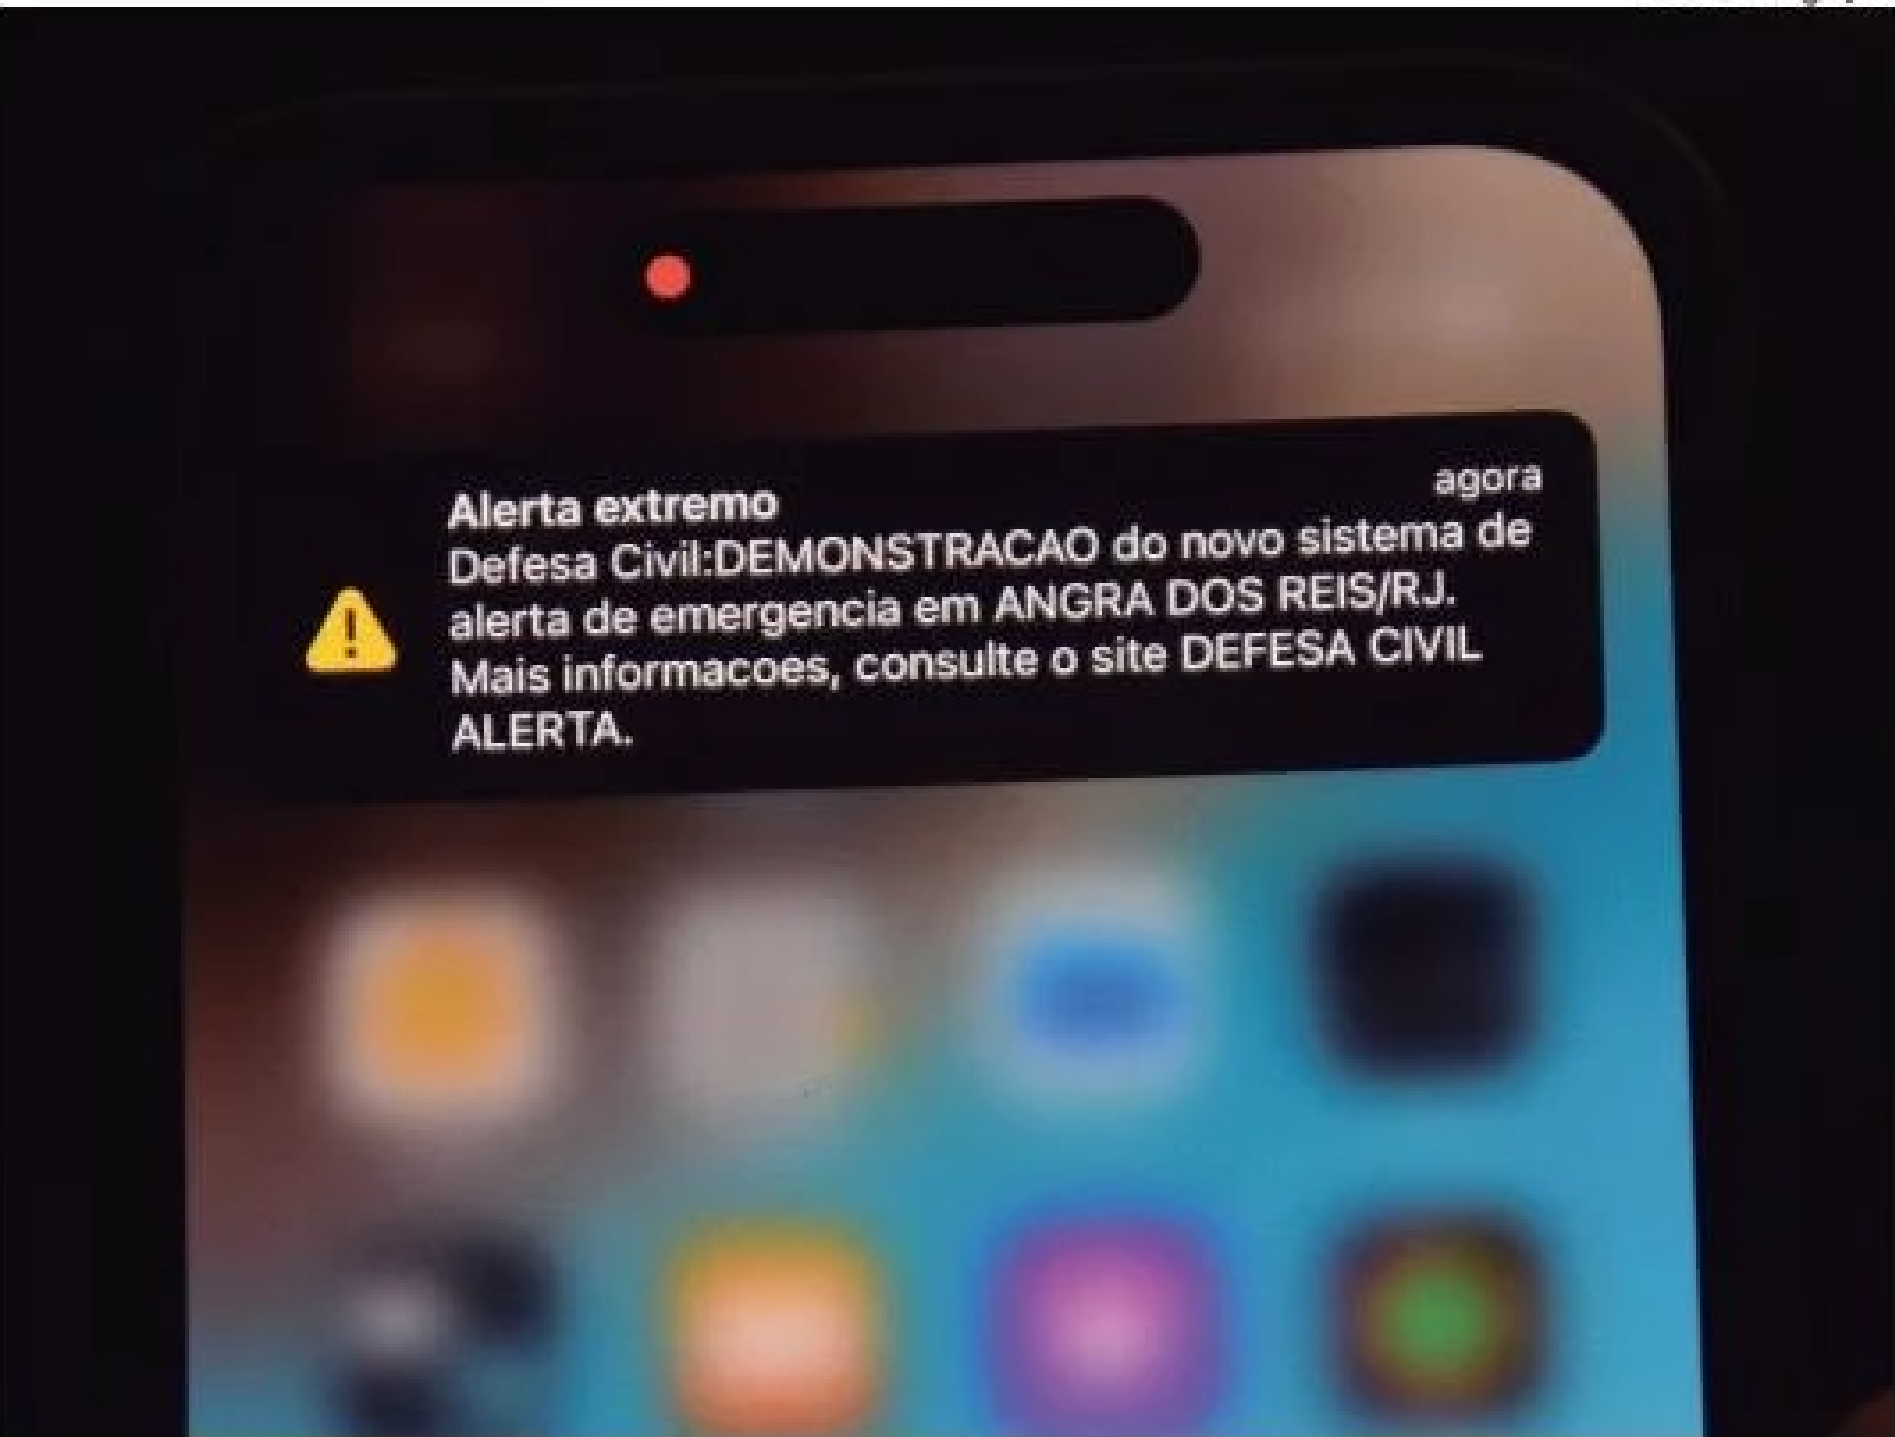 Alerta extremo
agora
Defesa Civil:DEMONSTRACAO do novo sistema de
alerta de emergencia em ANGRA DOS REIS/RJ.
Mais informacoes, consulte o site DEFESA CIVIL
ALERTA.